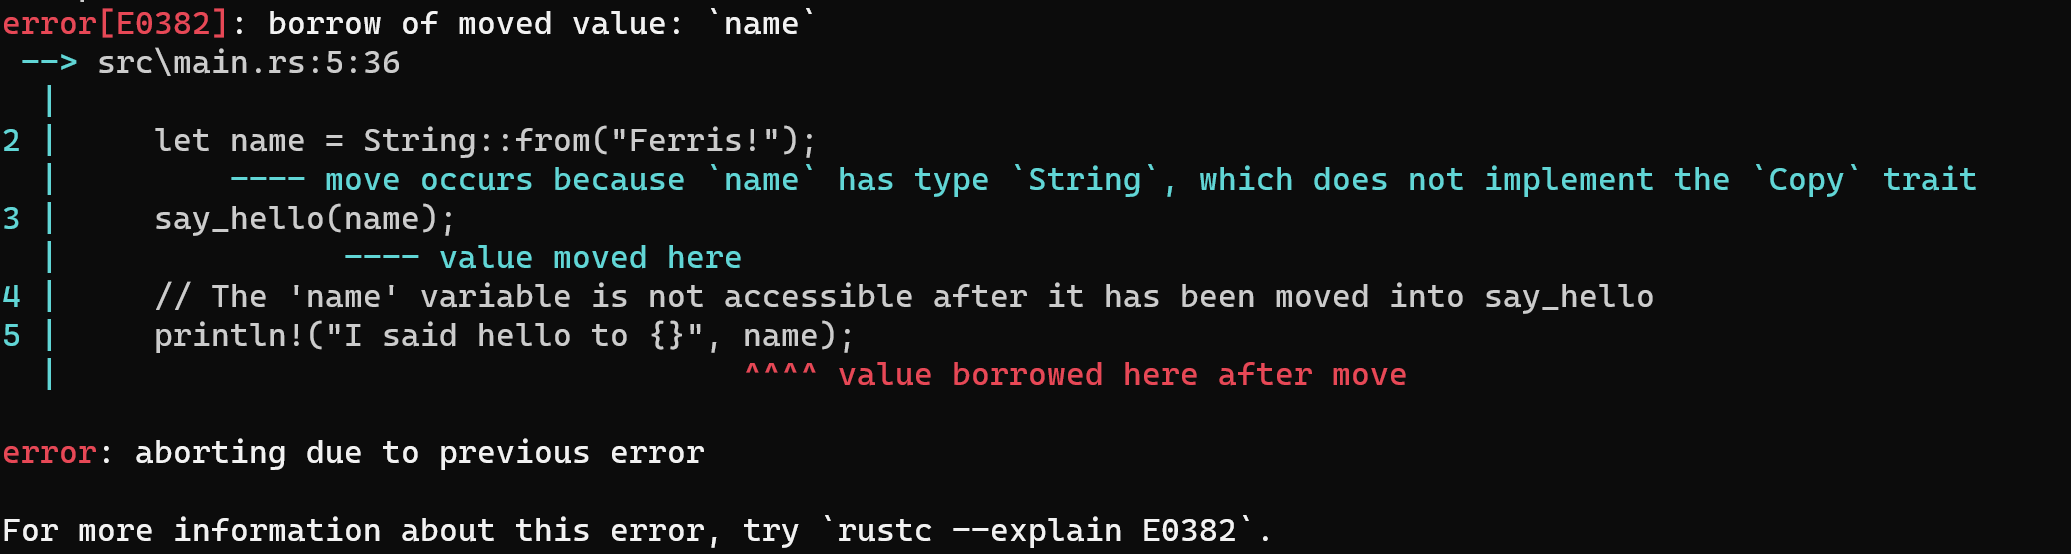 error[E0382]: borrow of moved value: `name`
 --> src\main.rs:5:36
  |
2 |     let name = String::from("Ferris!");
  |         ---- move occurs because `name` has type `String`, which does not implement the `Copy` trait
3 |     say_hello(name);
  |               ---- value moved here
4 |     // The 'name' variable is not accessible after it has been moved into say_hello
5 |     println!("I said hello to {}", name);
  |                                    ^^^^ value borrowed here after move

error: aborting due to previous error

For more information about this error, try `rustc --explain E0382`.